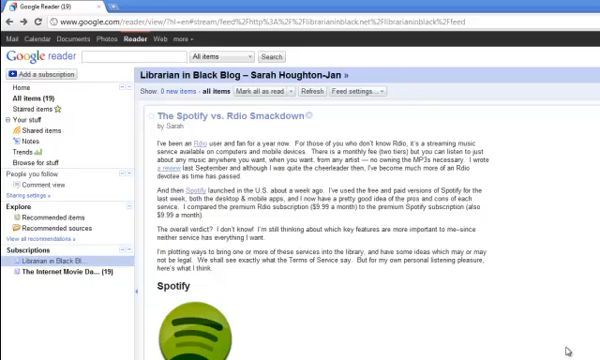 Google Reader (19)
www.google.com/reader/view/?hl=en#stream/feed%2Fhttp%3A%2F%2Flibrarianinblack.net%2Flibrarianinblack%2Ffeed
Mail Calendar Documents Photos Reader Web more
Google reader All items Search
Add a subscription
Home
All items (19)
Starred items
Your stuff
Shared items
Notes
Trends
Browse for stuff
People you follow
Comment view
Sharing settings »
Explore
Recommended items
Recommended sources
View all recommendations »
Subscriptions
Librarian in Black Bl...
The Internet Movie Da... (19)
Librarian in Black Blog – Sarah Houghton-Jan »
Show: 0 new items - all items Mark all as read Refresh Feed settings...
The Spotify vs. Rdio Smackdown
by Sarah
I've been an Rdio user and fan for a year now. For those of you who don't know Rdio, it's a streaming music
service available on computers and mobile devices. There is a monthly fee (two tiers) but you can listen to just
about any music anywhere you want, when you want, from any artist — no owning the MP3s necessary. I wrote
a review last September and although I was quite the cheerleader then, I've become much more of an Rdio
devotee as time has passed.
And then Spotify launched in the U.S. about a week ago. I've used the free and paid versions of Spotify for the
last week, both the desktop & mobile apps, and I now have a pretty good idea of the pros and cons of each
service. I compared the premium Rdio subscription ($9.99 a month) to the premium Spotify subscription (also
$9.99 a month).
The overall verdict? I don't know! I'm still thinking about which key features are more important to me–since
neither service has everything I want.
I'm plotting ways to bring one or more of these services into the library, and have some ideas which may or may
not be legal. We shall see exactly what the Terms of Service say. But for my own personal listening pleasure,
here's what I think.
Spotify